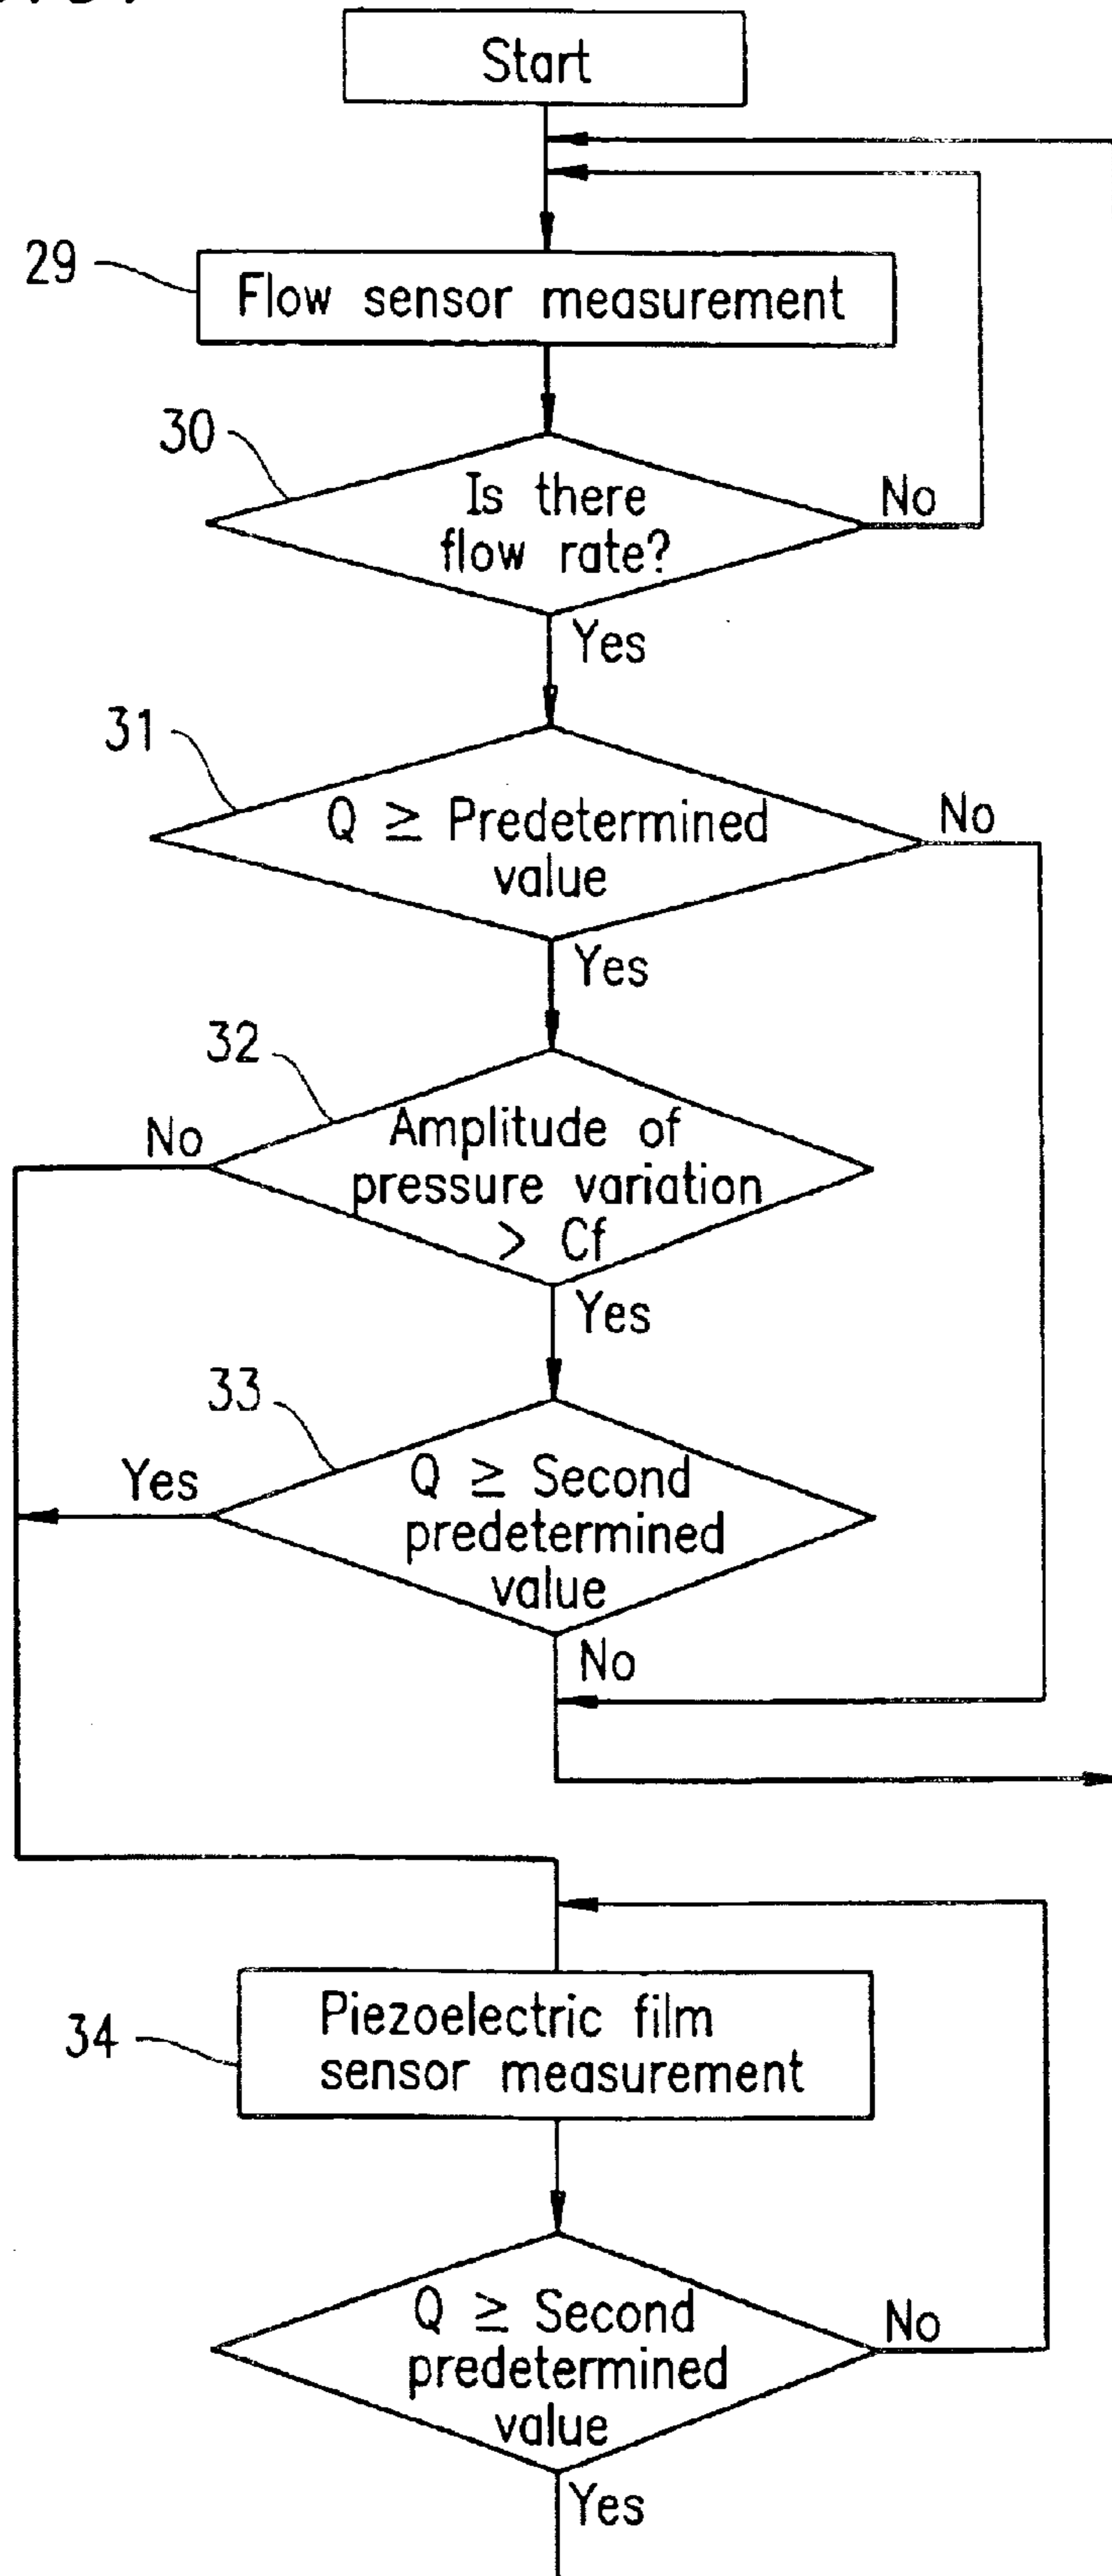 Start
29
Flow sensor measurement
30
Is there
flow rate?
No
Yes
31
Q ≥ Predetermined
value
No
Yes
32
Amplitude of
pressure variation
> Cf
No
Yes
33
Q ≥ Second
predetermined
value
Yes
No
34
Piezoelectric film
sensor measurement
Q ≥ Second
predetermined
value
No
Yes